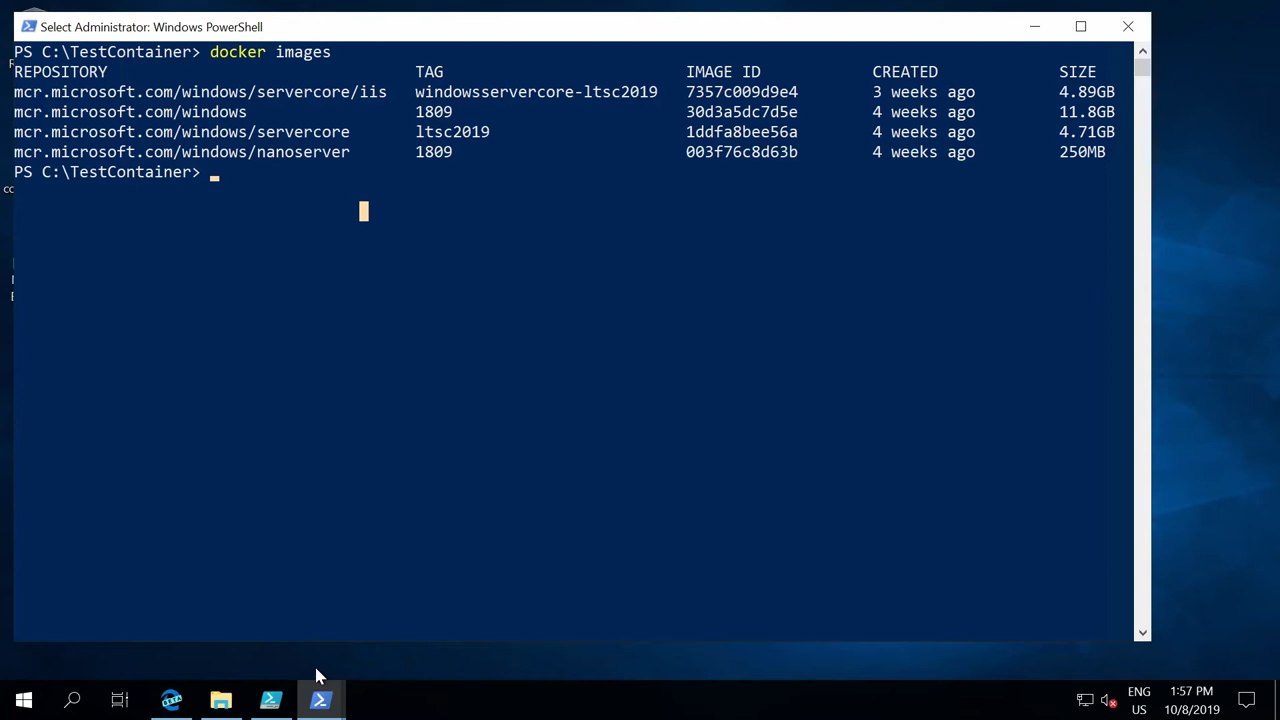 Select Administrator: Windows PowerShell
PS C:\TestContainer> docker images
REPOSITORY TAG IMAGE ID CREATED SIZE
mcr.microsoft.com/windows/servercore/iis windowsservercore-ltsc2019 7357c009d9e4 3 weeks ago 4.89GB
mcr.microsoft.com/windows 1809 30d3a5dc7d5e 4 weeks ago 11.8GB
mcr.microsoft.com/windows/servercore ltsc2019 1ddfa8bee56a 4 weeks ago 4.71GB
mcr.microsoft.com/windows/nanoserver 1809 003f76c8d63b 4 weeks ago 250MB
PS C:\TestContainer>
BETA
ENG 1:57 PM
US 10/8/2019